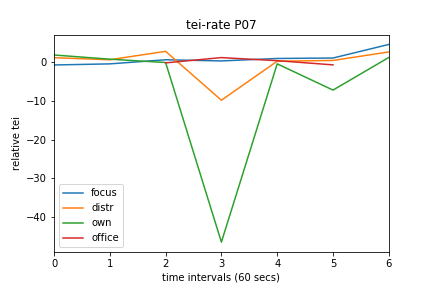 tei-rate P07
relative tei
0
−10
−20
−30
−40
focus
distr
own
office
0 1 2 3 4 5 6
time intervals (60 secs)